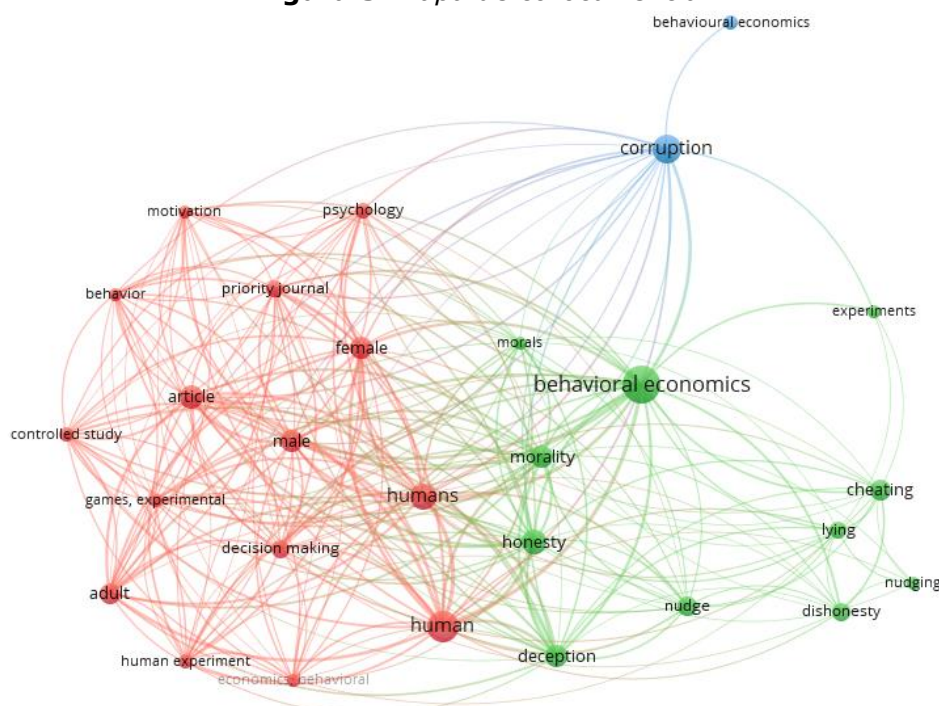 behavioural economics
corruption
motivation
psychology
behavior
priority journal
experiments
female
morals
behavioral economics
article
controlled study
male
morality
games, experimental
humans
cheating
decision making
honesty
lying
adult
nudge
nudging
dishonesty
human
human experiment
deception
economics, behavioral